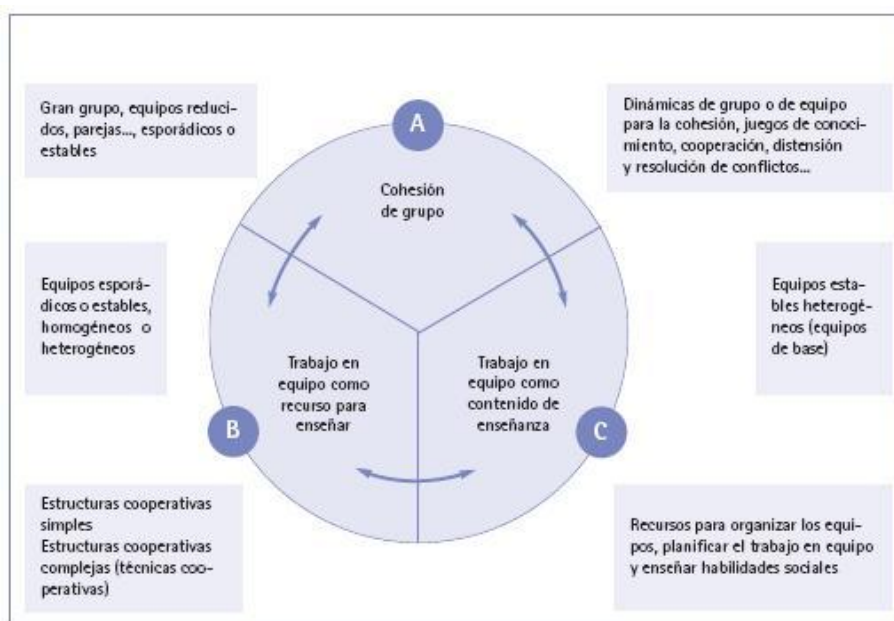 Gran grupo, equipos reduci-
dos, parejas..., esporádicos o
estables
A
Dinámicas de grupo o de equipo
para la cohesión, juegos de conoci-
miento, cooperación, distensión
y resolución de conflictos...
Cohesión
de grupo
Equipos esporá-
dicos o estables,
homogéneos o
heterogéneos
Equipos esta-
bles heterogé-
neos (equipos
de base)
Trabajo en
equipo como
recurso para
enseñar
Trabajo en
equipo como
contenido de
enseñanza
B
C
Estructuras cooperativas
simples
Estructuras cooperativas
complejas (técnicas coo-
perativas)
Recursos para organizar los equi-
pos, planificar el trabajo en equipo
y enseñar habilidades sociales